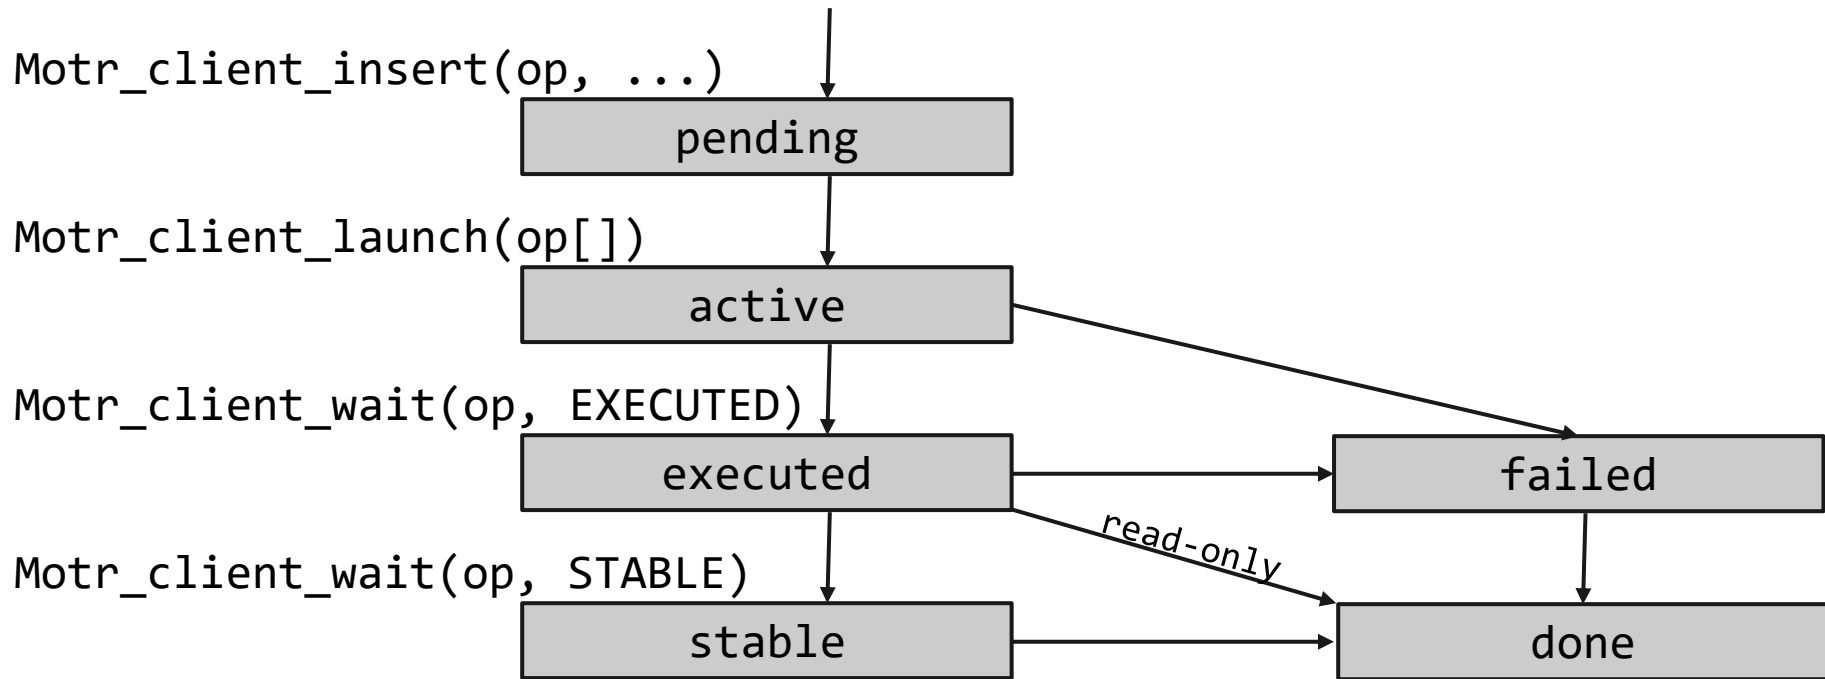 Motr_client_insert(op, ...)
pending
Motr_client_launch(op[])
active
Motr_client_wait(op, EXECUTED)
executed
failed
read-only
Motr_client_wait(op, STABLE)
stable
done